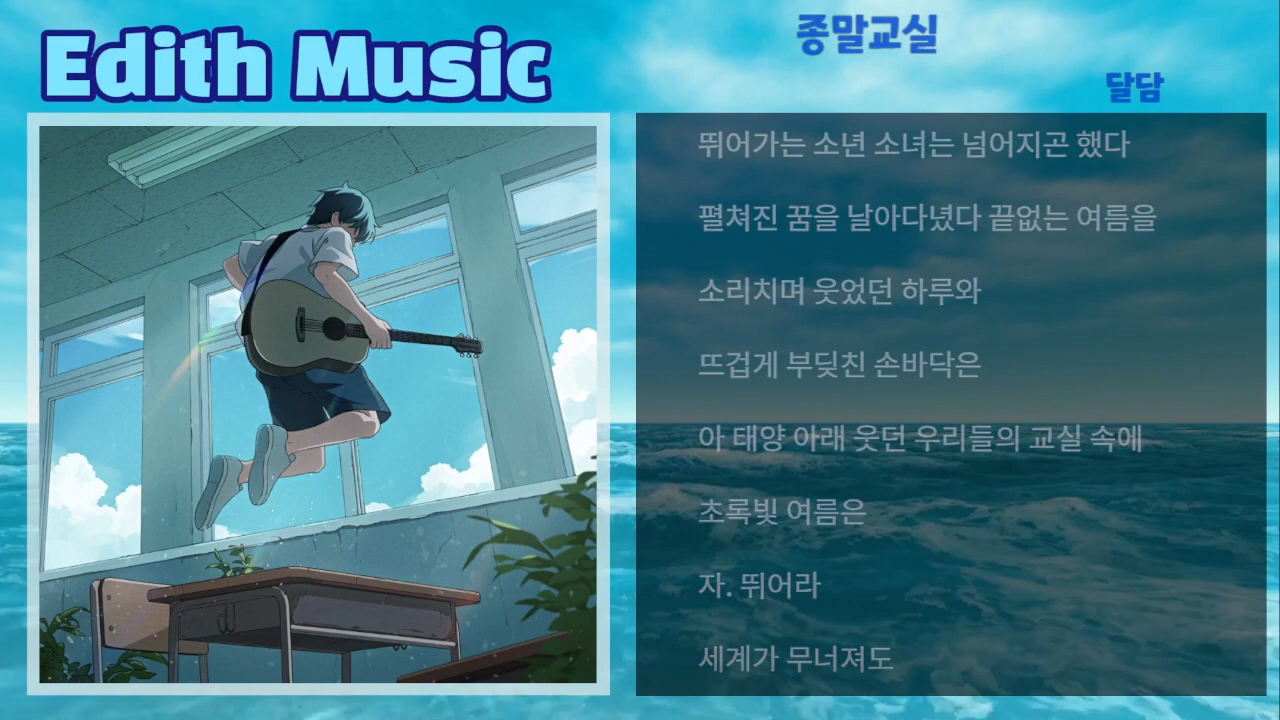 Edith Music
종말교실
달담
뛰어가는 소년 소녀는 넘어지곤 했다
펼쳐진 꿈을 날아다녔다 끝없는 여름을
소리치며 웃었던 하루와
뜨겁게 부딪친 손바닥은
아 태양 아래 웃던 우리들의 교실 속에
초록빛 여름은
자. 뛰어라
세계가 무너져도